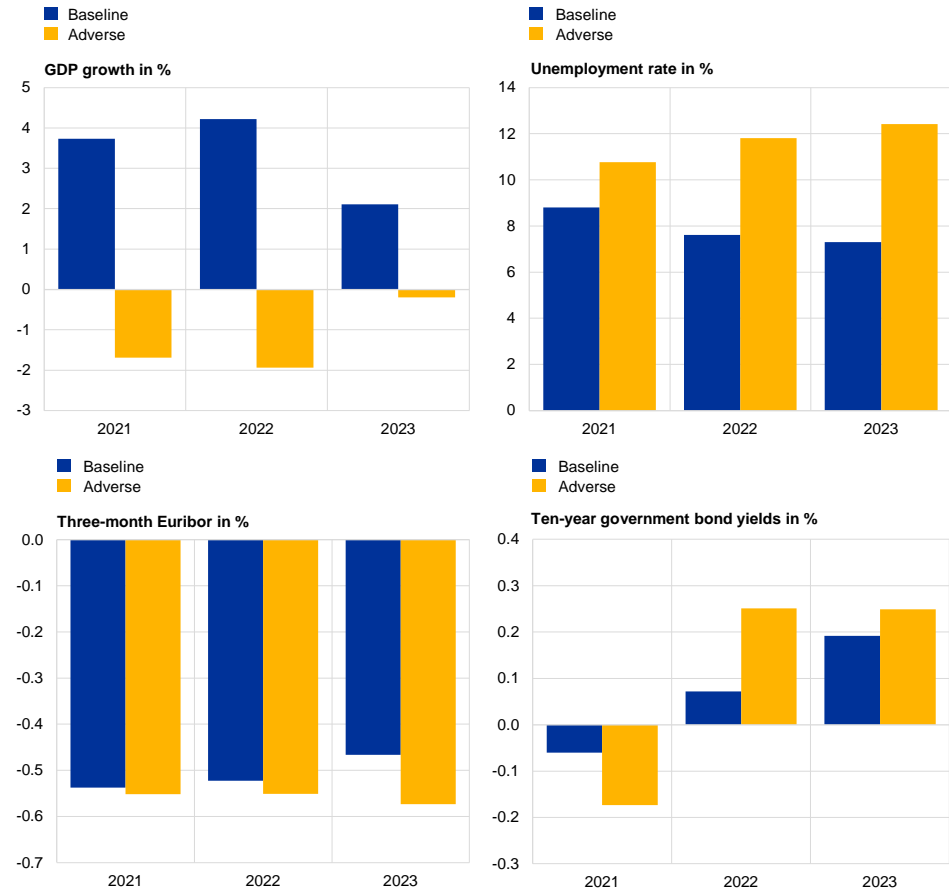 Baseline
Adverse
GDP growth in %
5
4
3
2
1
0
-1
-2
-3
2021 2022 2023
Baseline
Adverse
Unemployment rate in %
14
12
10
8
6
4
2
0
2021 2022 2023
Baseline
Adverse
Three-month Euribor in %
0.0
-0.1
-0.2
-0.3
-0.4
-0.5
-0.6
-0.7
2021 2022 2023
Baseline
Adverse
Ten-year government bond yields in %
0.4
0.3
0.2
0.1
0.0
-0.1
-0.2
-0.3
2021 2022 2023